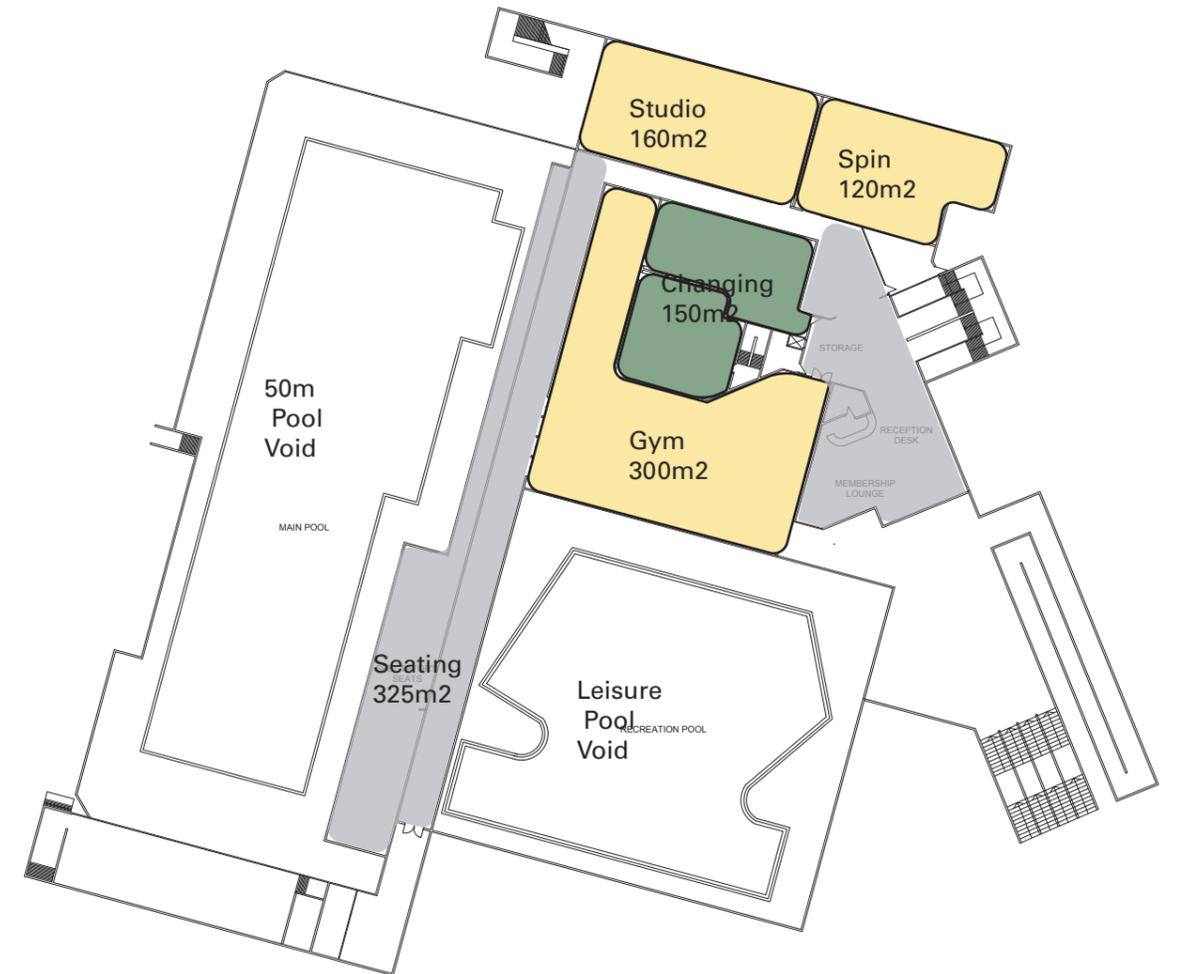 Studio
160m2
Spin
120m2
Changing
150m2
STORAGE
50m
Pool
Void
RECEPTION
DESK
Gym
300m2
MEMBERSHIP
LOUNGE
MAIN POOL
Seating
SEATS
325m2
Leisure
Pool
RECREATION POOL
Void